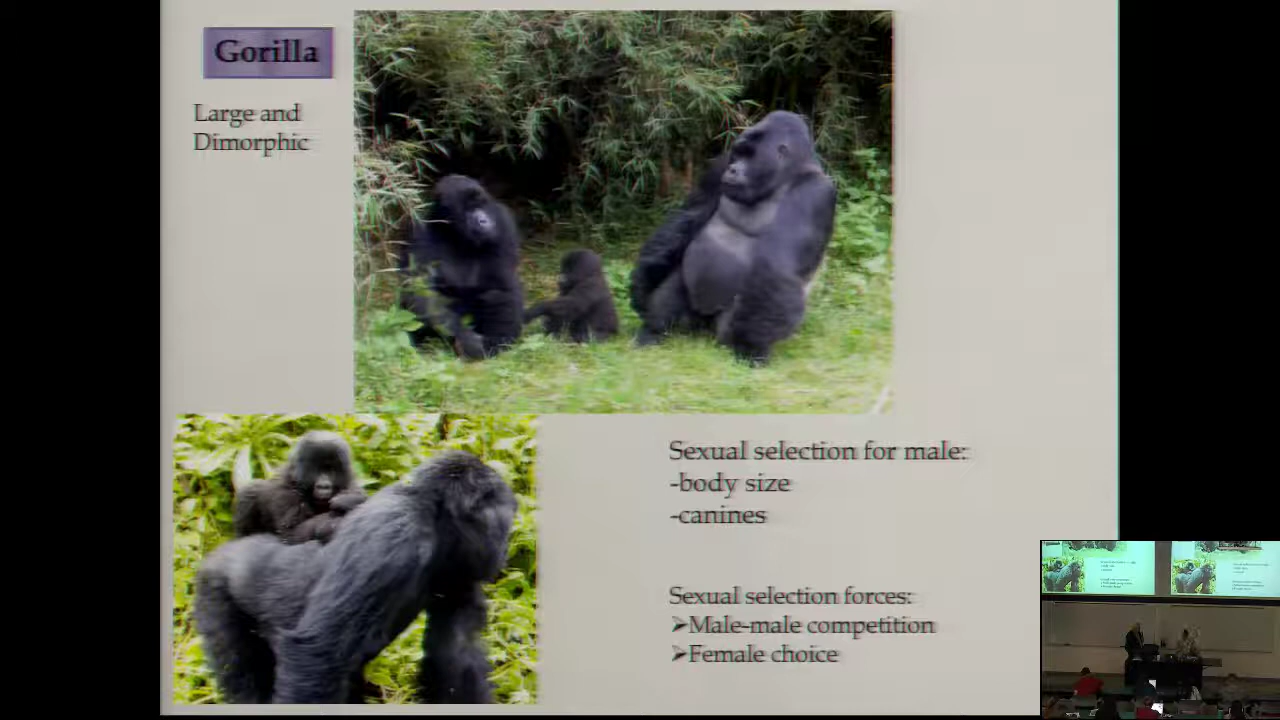 Gorilla
Large and
Dimorphic
Sexual selection for male:
-body size
-canines
Sexual selection forces:
➢Male-male competition
➢Female choice